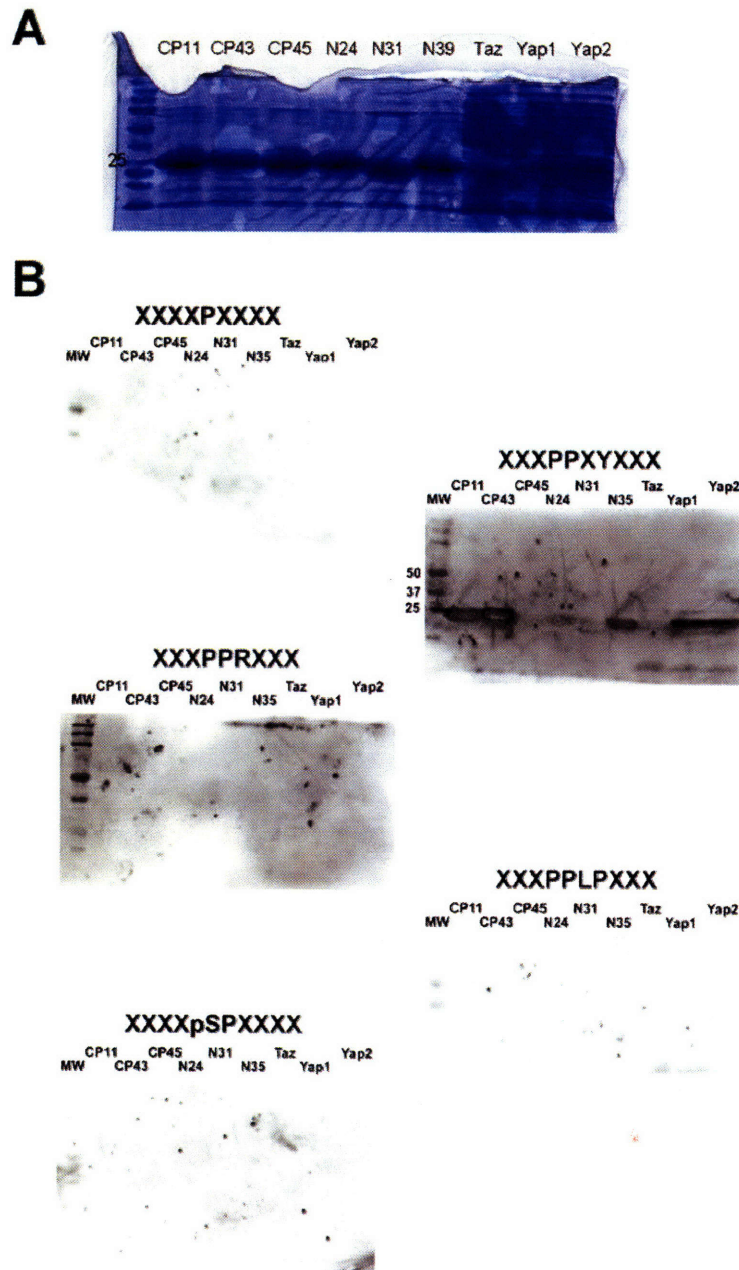 A
CP11 CP43 CP45 N24 N31 N39 Taz Yap1 Yap2
25
B
XXXXPXXXX
CP11 CP45 N31 Taz Yap2
MW CP43 N24 N35 Yao1
XXXPPXYXXX
CP11 CP45 N31 Taz Yap2
MW CP43 N24 N35 Yap1
50
37
25
XXXPPRXXX
CP11 CP45 N31 Taz Yap2
MW CP43 N24 N35 Yap1
XXXPPLPXXX
CP11 CP45 N31 Taz Yap2
MW CP43 N24 N35 Yap1
XXXXpSPXXXX
CP11 CP45 N31 Taz Yap2
MW CP43 N24 N35 Yap1